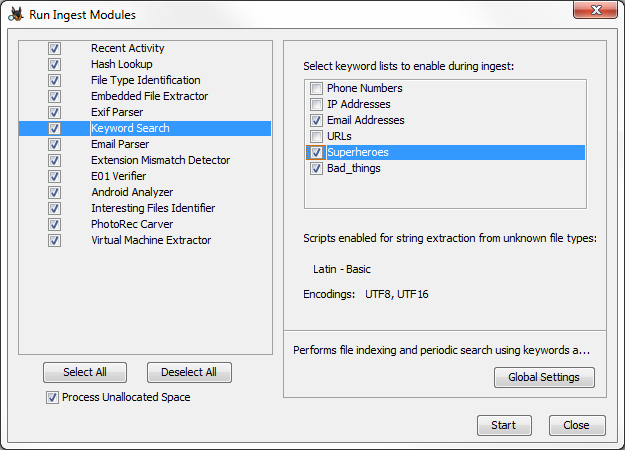 Run Ingest Modules
Recent Activity
Hash Lookup
File Type Identification
Embedded File Extractor
Exif Parser
Keyword Search
Email Parser
Extension Mismatch Detector
E01 Verifier
Android Analyzer
Interesting Files Identifier
PhotoRec Carver
Virtual Machine Extractor
Select All
Deselect All
Process Unallocated Space
Select keyword lists to enable during ingest:
Phone Numbers
IP Addresses
Email Addresses
URLs
Superheroes
Bad_things
Scripts enabled for string extraction from unknown file types:
Latin - Basic
Encodings: UTF8, UTF16
Performs file indexing and periodic search using keywords a...
Global Settings
Start
Close